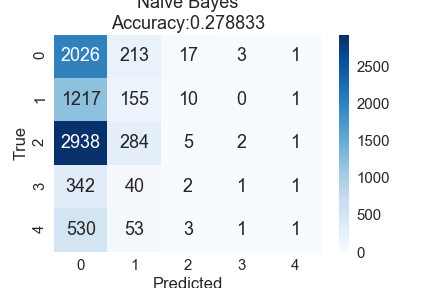 Naive Bayes
Accuracy:0.278833
True
0 2026 213 17 3 1
1 1217 155 10 0 1
2 2938 284 5 2 1
3 342 40 2 1 1
4 530 53 3 1 1
0 1 2 3 4
Predicted
2500
2000
1500
1000
500
0